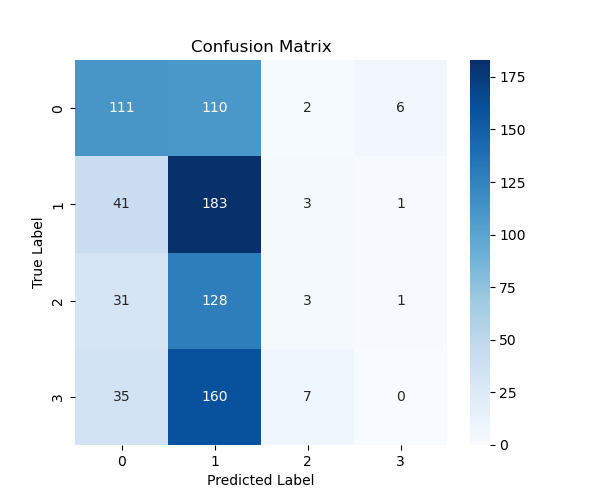 Confusion Matrix
0 111 110 2 6
1 41 183 3 1
2 31 128 3 1
3 35 160 7 0
0 1 2 3
True Label
Predicted Label
175
150
125
100
75
50
25
0